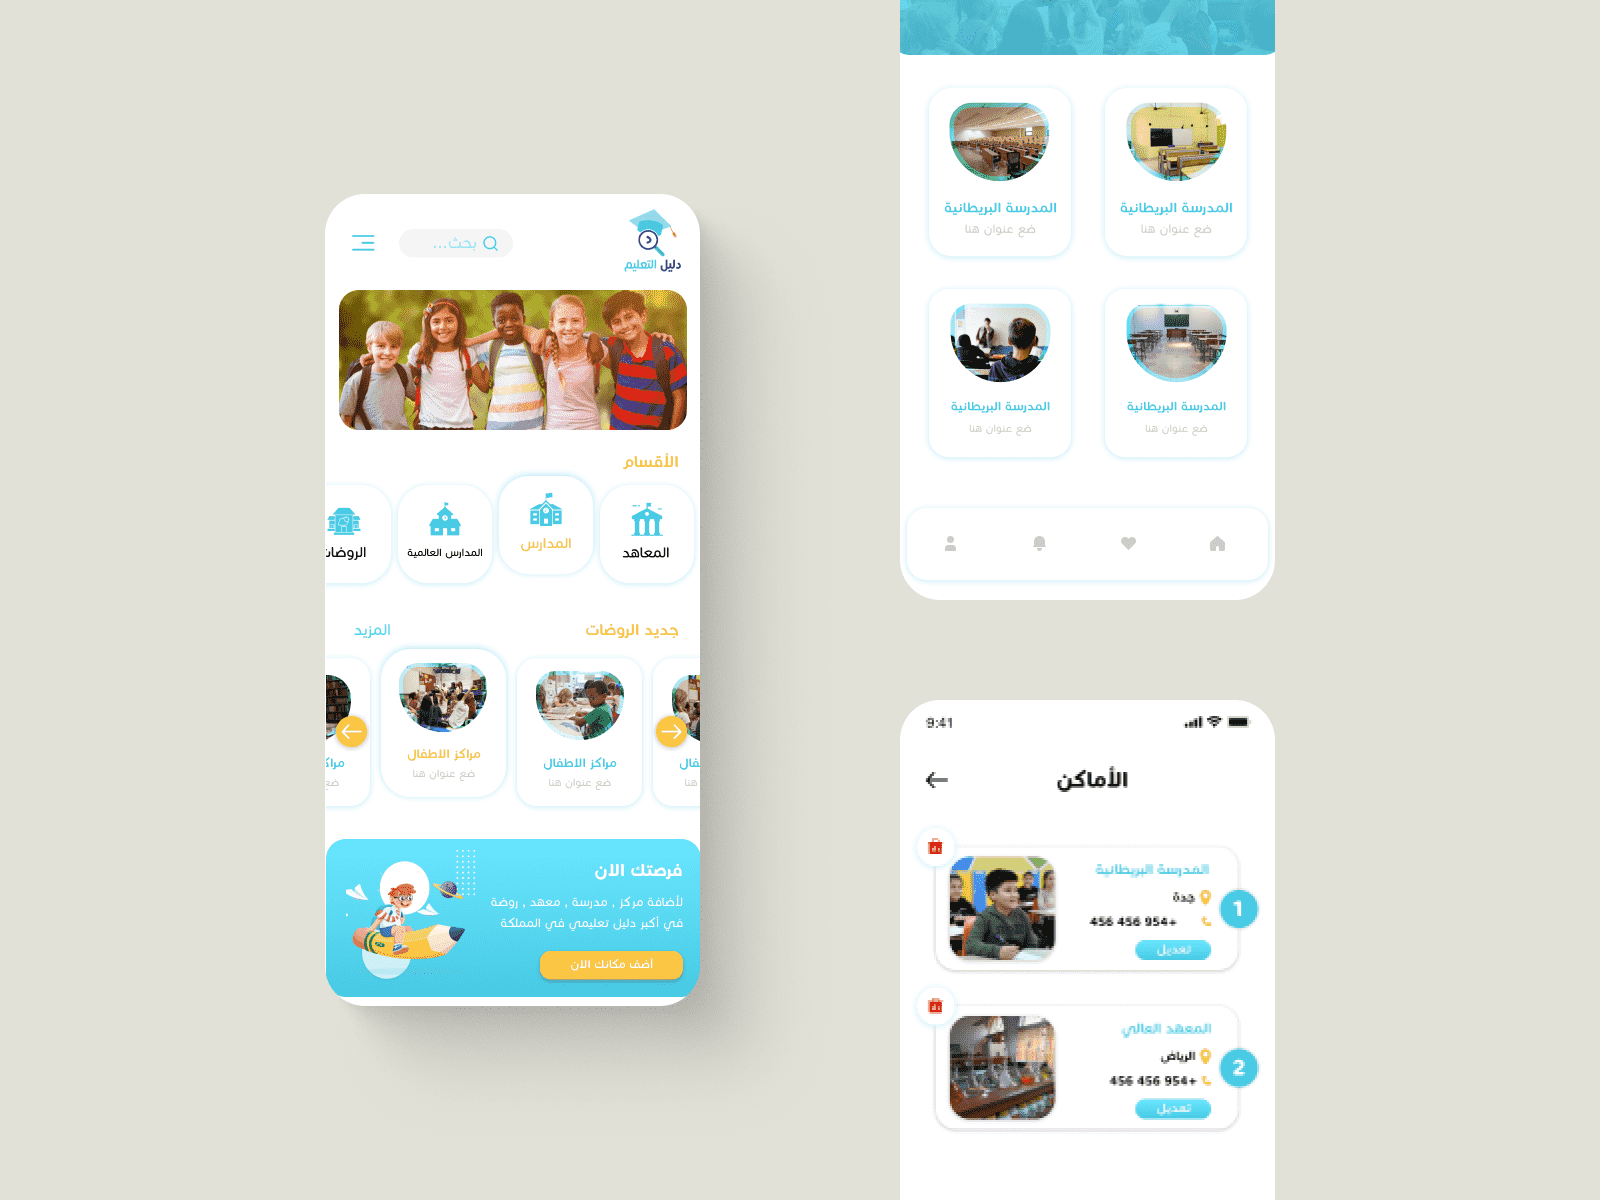 دليل التعليم
بحث...
الأقسام
المعاهد
المدارس
المدارس العالمية
الروضات
جديد الروضات
المزيد
مراكز الاطفال
ضع عنوان هنا
مراكز الاطفال
ضع عنوان هنا
فرصتك الان
لأضافة مركز , مدرسة , معهد , روضة
في أكبر دليل تعليمي في المملكة
أضف مكانك الان
المدرسة البريطانية
ضع عنوان هنا
المدرسة البريطانية
ضع عنوان هنا
المدرسة البريطانية
ضع عنوان هنا
المدرسة البريطانية
ضع عنوان هنا
9:41
الأماكن
1
المدرسة البريطانية
جدة
456 456 954+
تعديل
2
المعهد العالي
الرياض
456 456 954+
تعديل